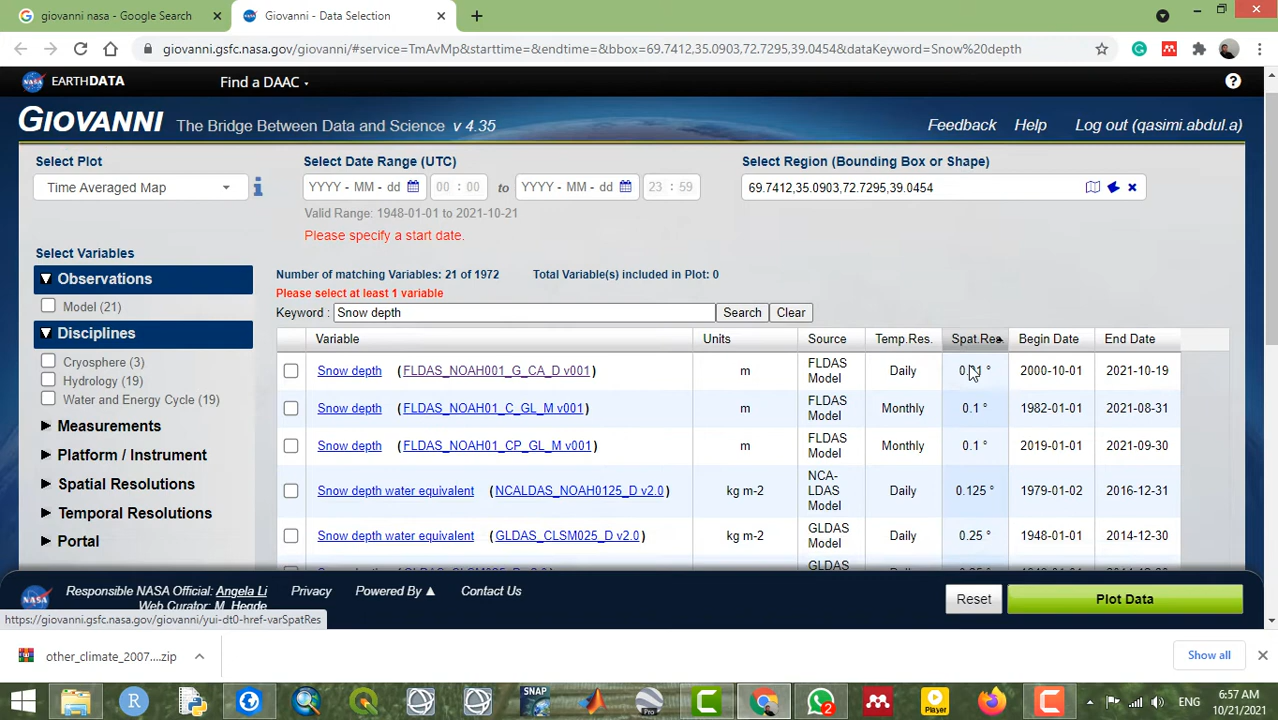 giovanni nasa - Google Search
Giovanni - Data Selection
giovanni.gsfc.nasa.gov/giovanni/#service=TmAvMp&starttime=&endtime=&bbox=69.7412,35.0903,72.7295,39.0454&dataKeyword=Snow%20depth
NASA EARTHDATA Find a DAAC
GIOVANNI The Bridge Between Data and Science v 4.35 Feedback Help Log out (qasimi.abdul.a)
Select Plot Select Date Range (UTC) Select Region (Bounding Box or Shape)
Time Averaged Map YYYY - MM - dd 00 : 00 to YYYY - MM - dd 23 : 59 69.7412,35.0903,72.7295,39.0454
Valid Range: 1948-01-01 to 2021-10-21
Please specify a start date.
Select Variables
Observations
Model (21)
Disciplines
Cryosphere (3)
Hydrology (19)
Water and Energy Cycle (19)
Measurements
Platform / Instrument
Spatial Resolutions
Temporal Resolutions
Portal
Number of matching Variables: 21 of 1972 Total Variable(s) included in Plot: 0
Please select at least 1 variable
Keyword : Snow depth Search Clear
Variable Units Source Temp.Res. Spat.Res. Begin Date End Date
Snow depth (FLDAS_NOAH001_G_CA_D v001) m FLDAS Model Daily 2000-10-01 2021-10-19
Snow depth (FLDAS_NOAH01_C_GL_M v001) m FLDAS Model Monthly 0.1 ° 1982-01-01 2021-08-31
Snow depth (FLDAS_NOAH01_CP_GL_M v001) m FLDAS Model Monthly 0.1 ° 2019-01-01 2021-09-30
Snow depth water equivalent (NCALDAS_NOAH0125_D v2.0) kg m-2 NCA-LDAS Model Daily 0.125 ° 1979-01-02 2016-12-31
Snow depth water equivalent (GLDAS_CLSM025_D v2.0) kg m-2 GLDAS Model Daily 0.25 ° 1948-01-01 2014-12-30
GLDAS
Responsible NASA Official: Angela Li Privacy Powered By Contact Us
Web Curator: M. Hegde
Reset Plot Data
https://giovanni.gsfc.nasa.gov/giovanni/yui-dt0-href-varSpatRes
other_climate_2007....zip Show all
R SNAP Pro 2 Player C
ENG
6:57 AM
10/21/2021